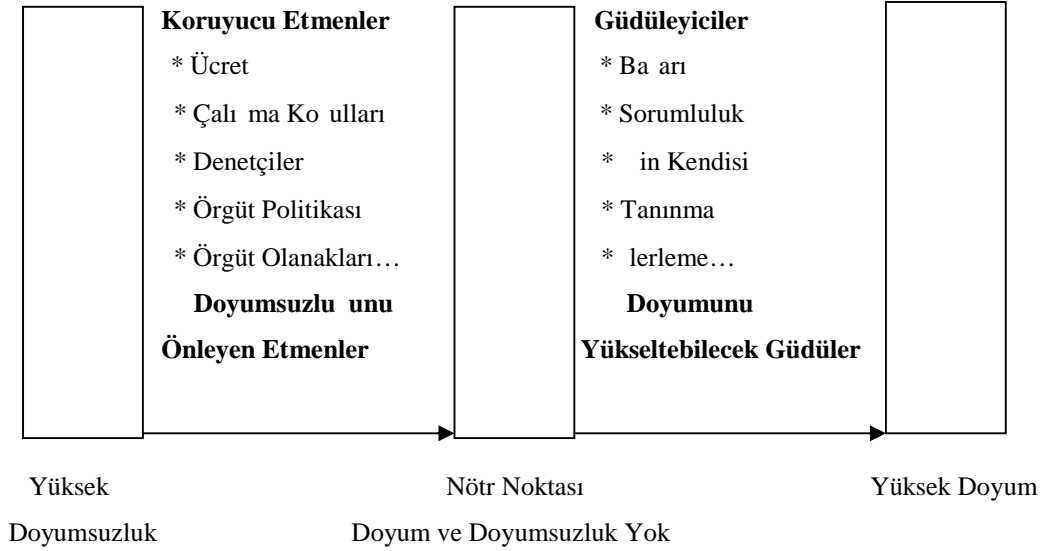 Koruyucu Etmenler
* Ücret
* Çalı ma Ko ulları
* Denetçiler
* Örgüt Politikası
* Örgüt Olanakları…
Doyumsuzlu unu
Önleyen Etmenler
Güdüleyiciler
* Ba arı
* Sorumluluk
* in Kendisi
* Tanınma
* lerleme…
Doyumunu
Yükseltebilecek Güdüler
Yüksek
Doyumsuzluk
Nötr Noktası
Doyum ve Doyumsuzluk Yok
Yüksek Doyum